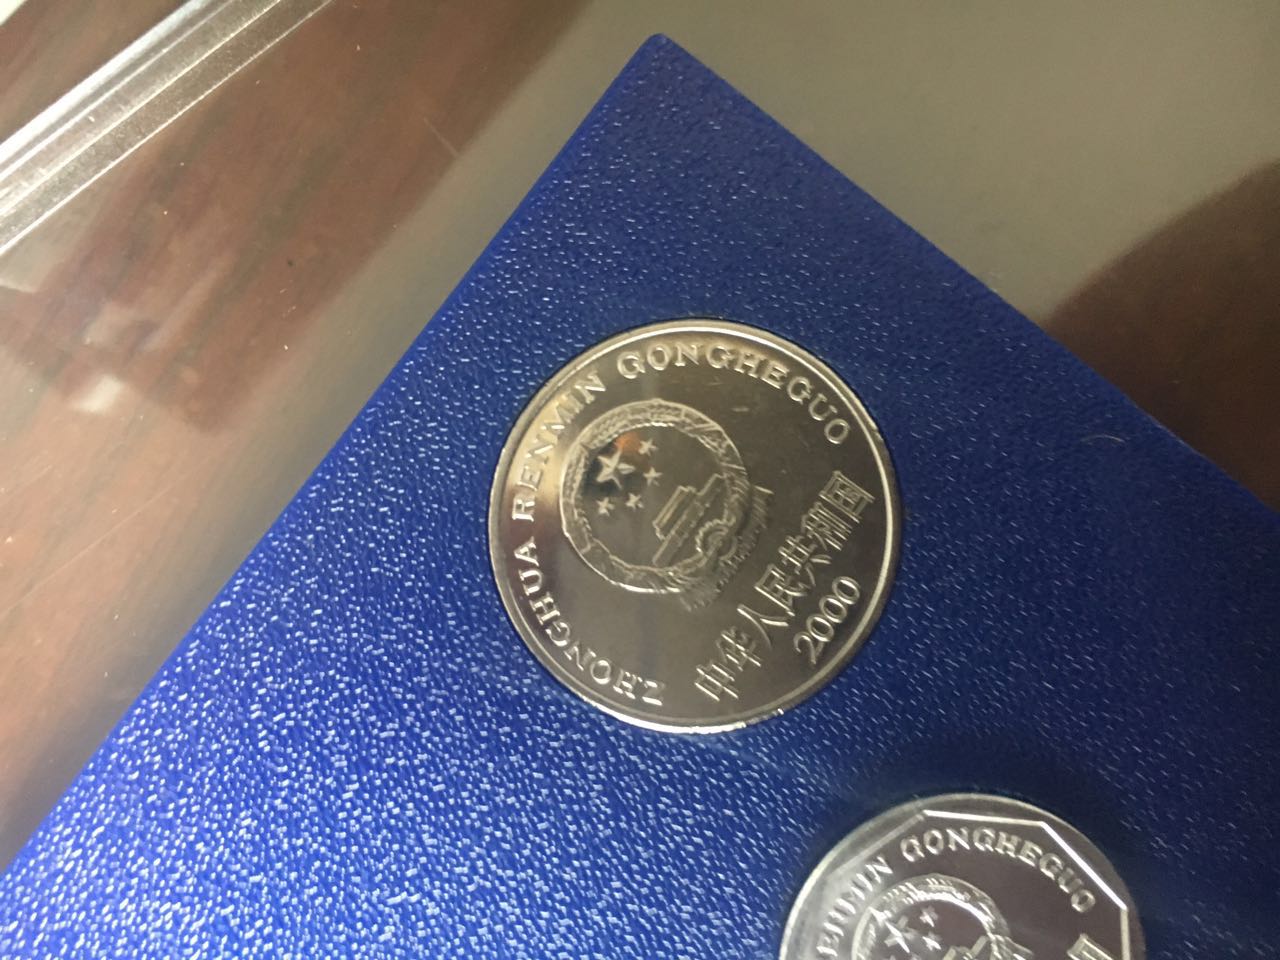 ZHONGHUA RENMIN GONGHEGUO
中华人民共和国
2000
RENMIN GONGHEGUO